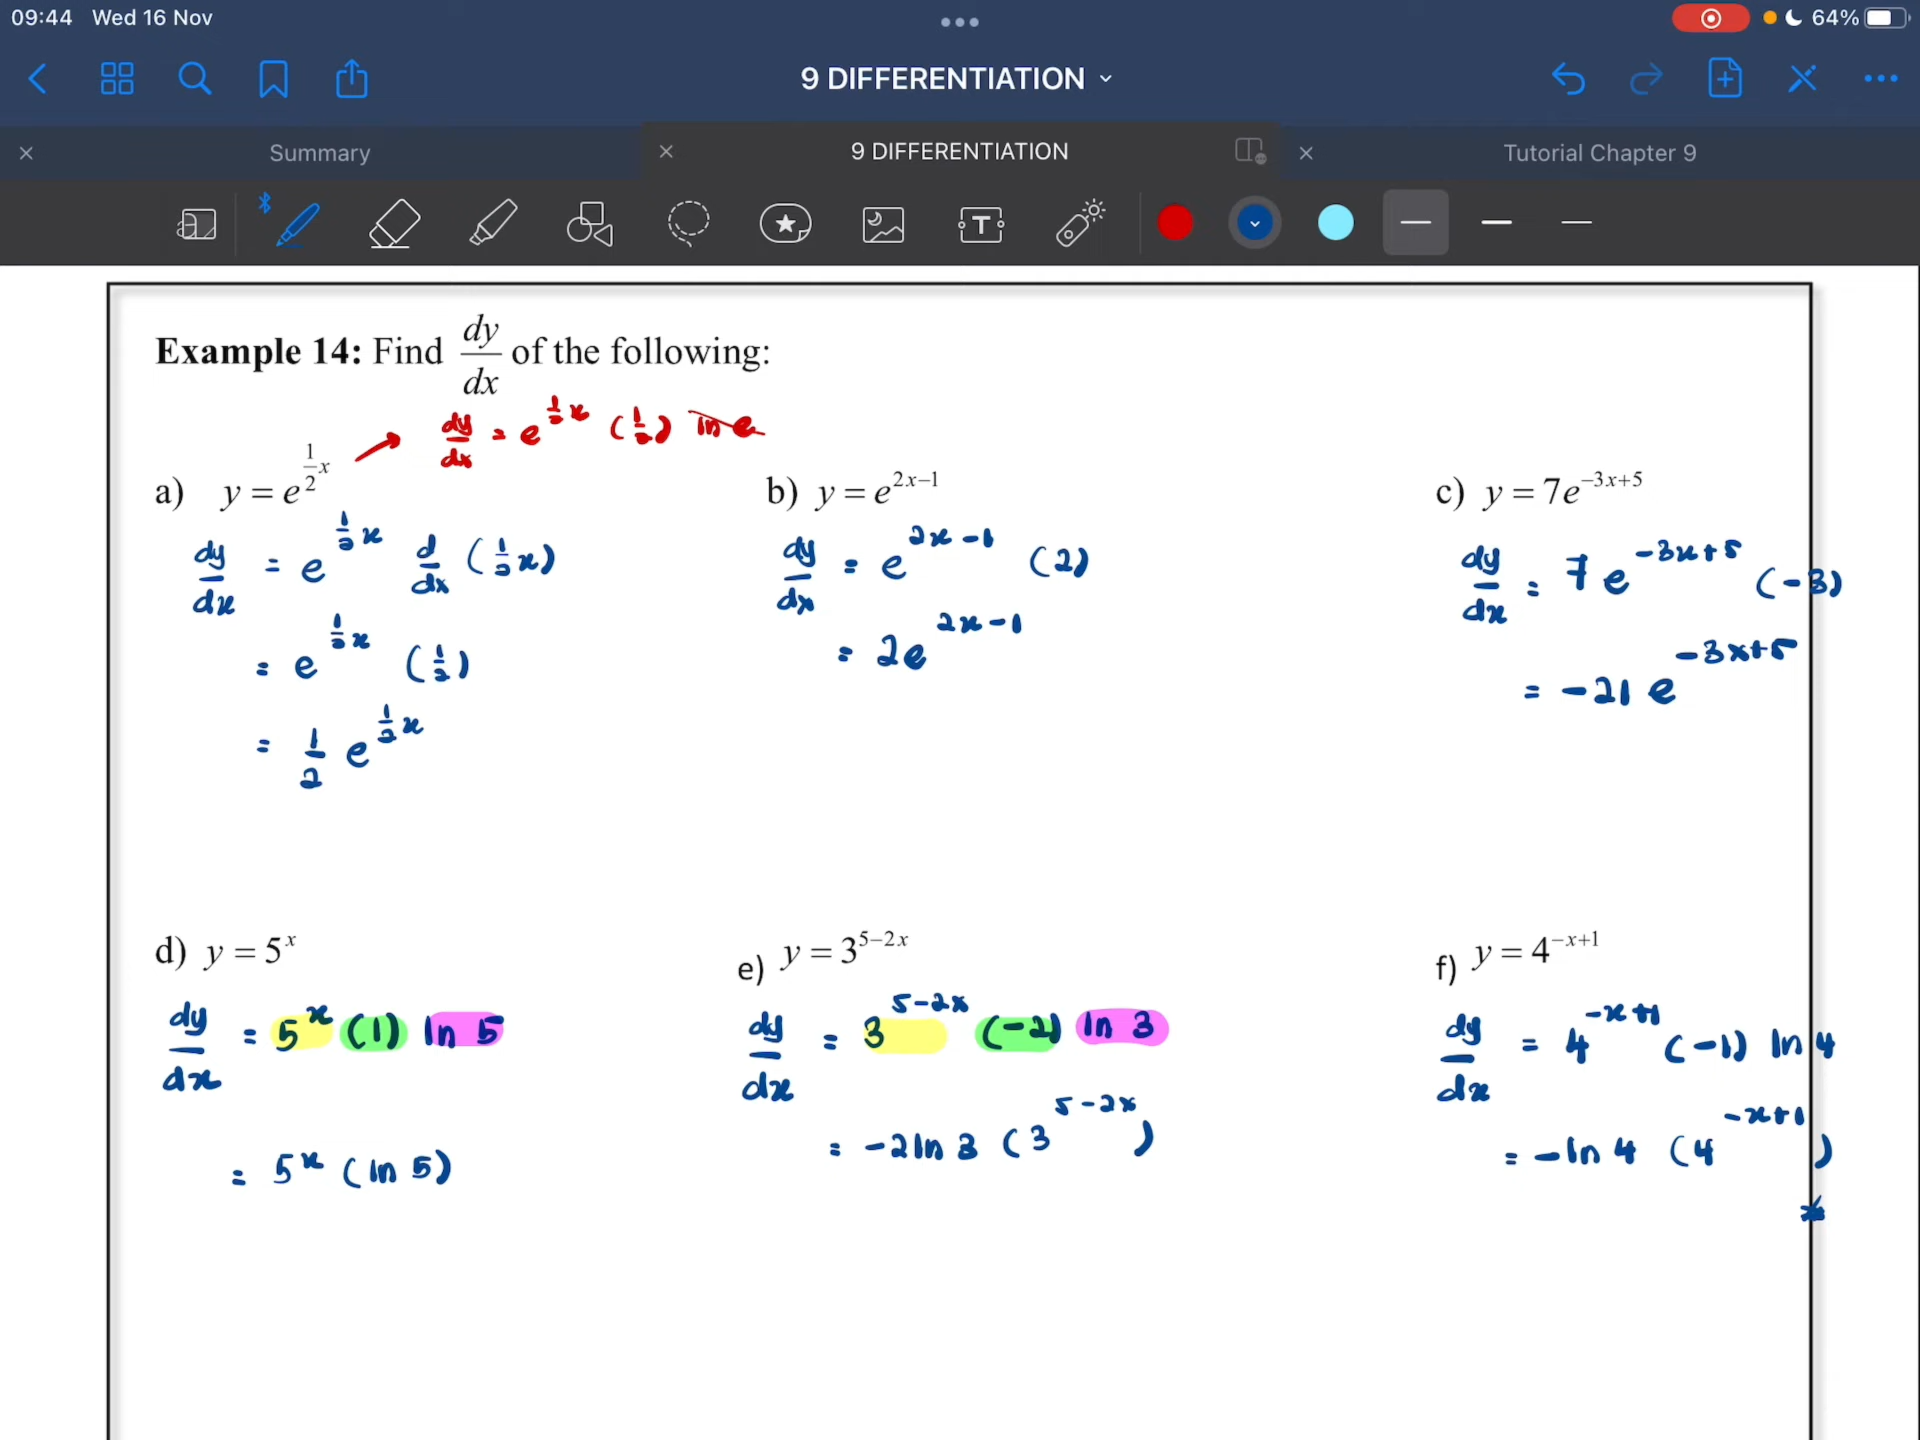 09:44 Wed 16 Nov
64%
9 DIFFERENTIATION
Summary
9 DIFFERENTIATION
Tutorial Chapter 9
Example 14: Find dy/dx of the following:
dy/dx = e^(1/2 x) (1/2) ln e
a) y = e^(1/2 x)
dy/dx = e^(1/2 x) d/dx (1/2 x)
= e^(1/2 x) (1/2)
= 1/2 e^(1/2 x)
b) y = e^(2x−1)
dy/dx = e^(2x−1) (2)
= 2e^(2x−1)
c) y = 7e^(−3x+5)
dy/dx = 7e^(−3x+5) (−3)
= −21 e^(−3x+5)
d) y = 5^x
dy/dx = 5^x (1) ln 5
= 5^x (ln 5)
e) y = 3^(5−2x)
dy/dx = 3^(5−2x) (−2) ln 3
= −2 ln 3 (3^(5−2x))
f) y = 4^(−x+1)
dy/dx = 4^(−x+1) (−1) ln 4
= −ln 4 (4^(−x+1))